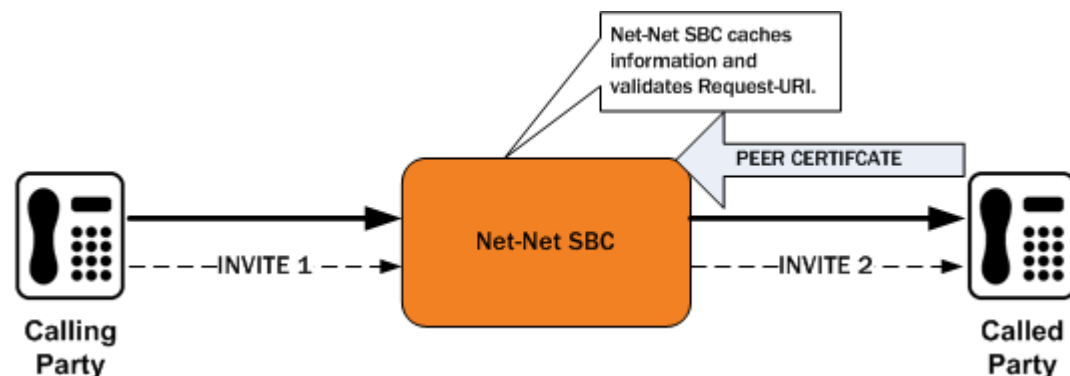 Net-Net SBC caches
information and
validates Request-URI.
PEER CERTIFCATE
Net-Net SBC
INVITE 1
INVITE 2
Calling
Party
Called
Party